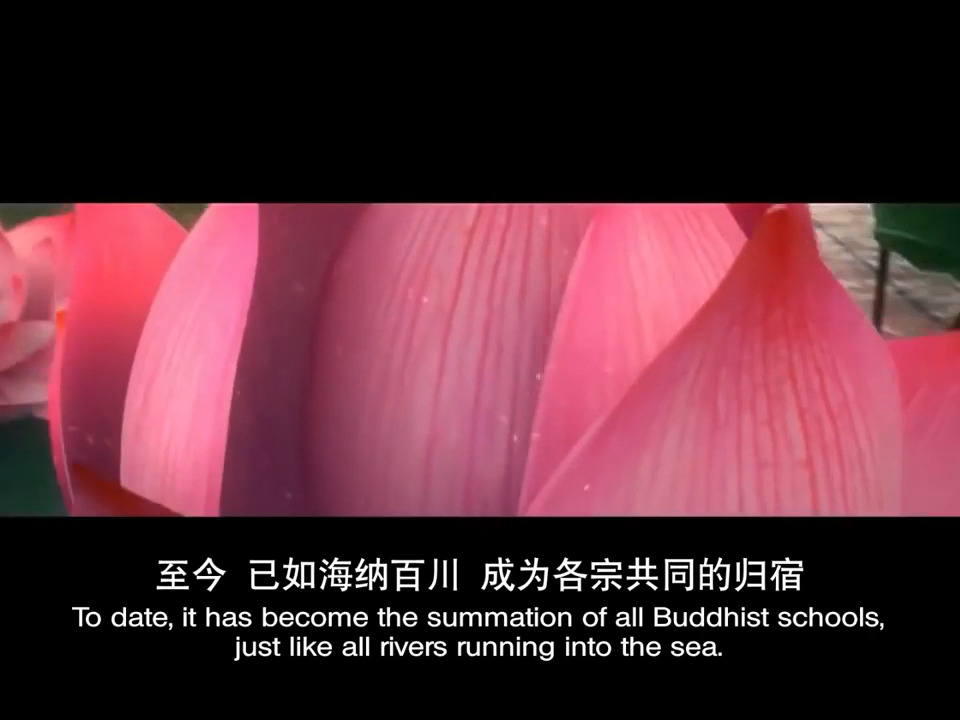 至今 已如海纳百川 成为各宗共同的归宿
To date, it has become the summation of all Buddhist schools,
just like all rivers running into the sea.